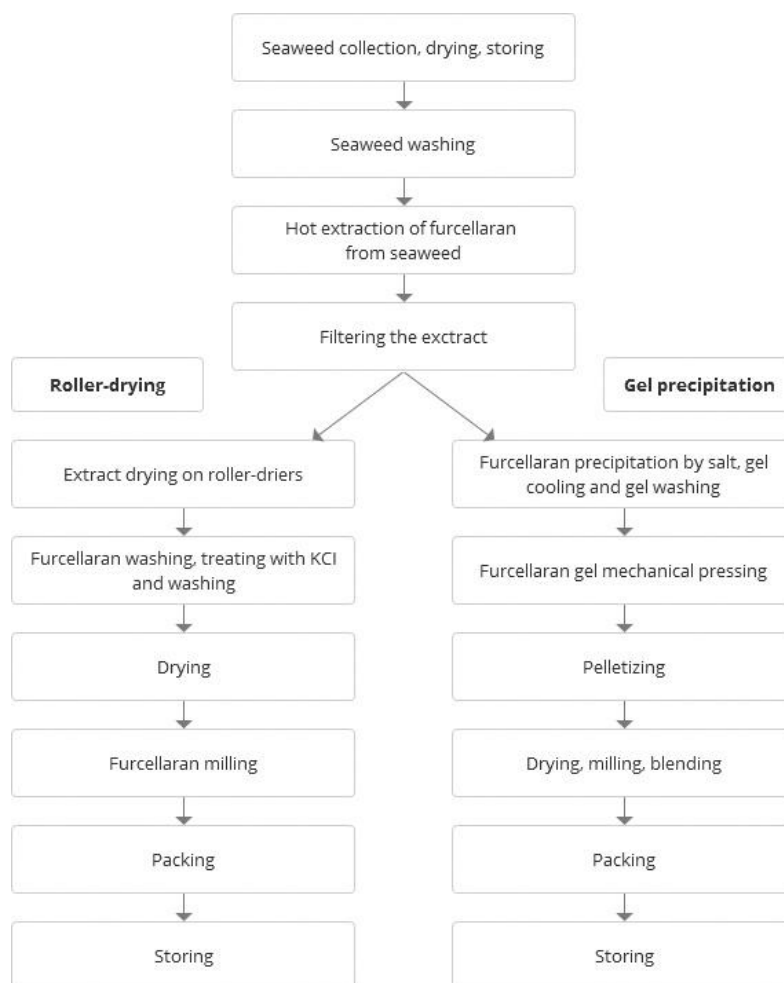 Seaweed collection, drying, storing
Seaweed washing
Hot extraction of furcellaran
from seaweed
Filtering the exctract
Roller-drying
Gel precipitation
Extract drying on roller-driers
Furcellaran precipitation by salt, gel
cooling and gel washing
Furcellaran washing, treating with KCI
and washing
Furcellaran gel mechanical pressing
Drying
Pelletizing
Furcellaran milling
Drying, milling, blending
Packing
Packing
Storing
Storing